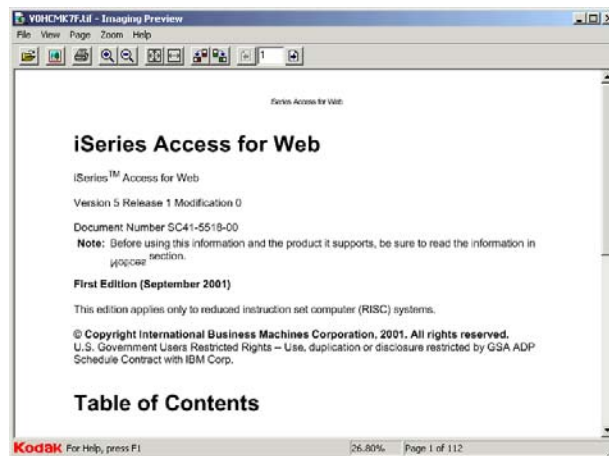 V0HCMK7F.tif - Imaging Preview
File View Page Zoom Help
1
iSeries Access for Web
iSeries Access for Web
iSeries™ Access for Web
Version 5 Release 1 Modification 0
Document Number SC41-5518-00
Note: Before using this information and the product it supports, be sure to read the information in
section.
First Edition (September 2001)
This edition applies only to reduced instruction set computer (RISC) systems.
© Copyright International Business Machines Corporation, 2001. All rights reserved.
U.S. Government Users Restricted Rights – Use, duplication or disclosure restricted by GSA ADP
Schedule Contract with IBM Corp.
Table of Contents
Kodak For Help, press F1 26.80% Page 1 of 112